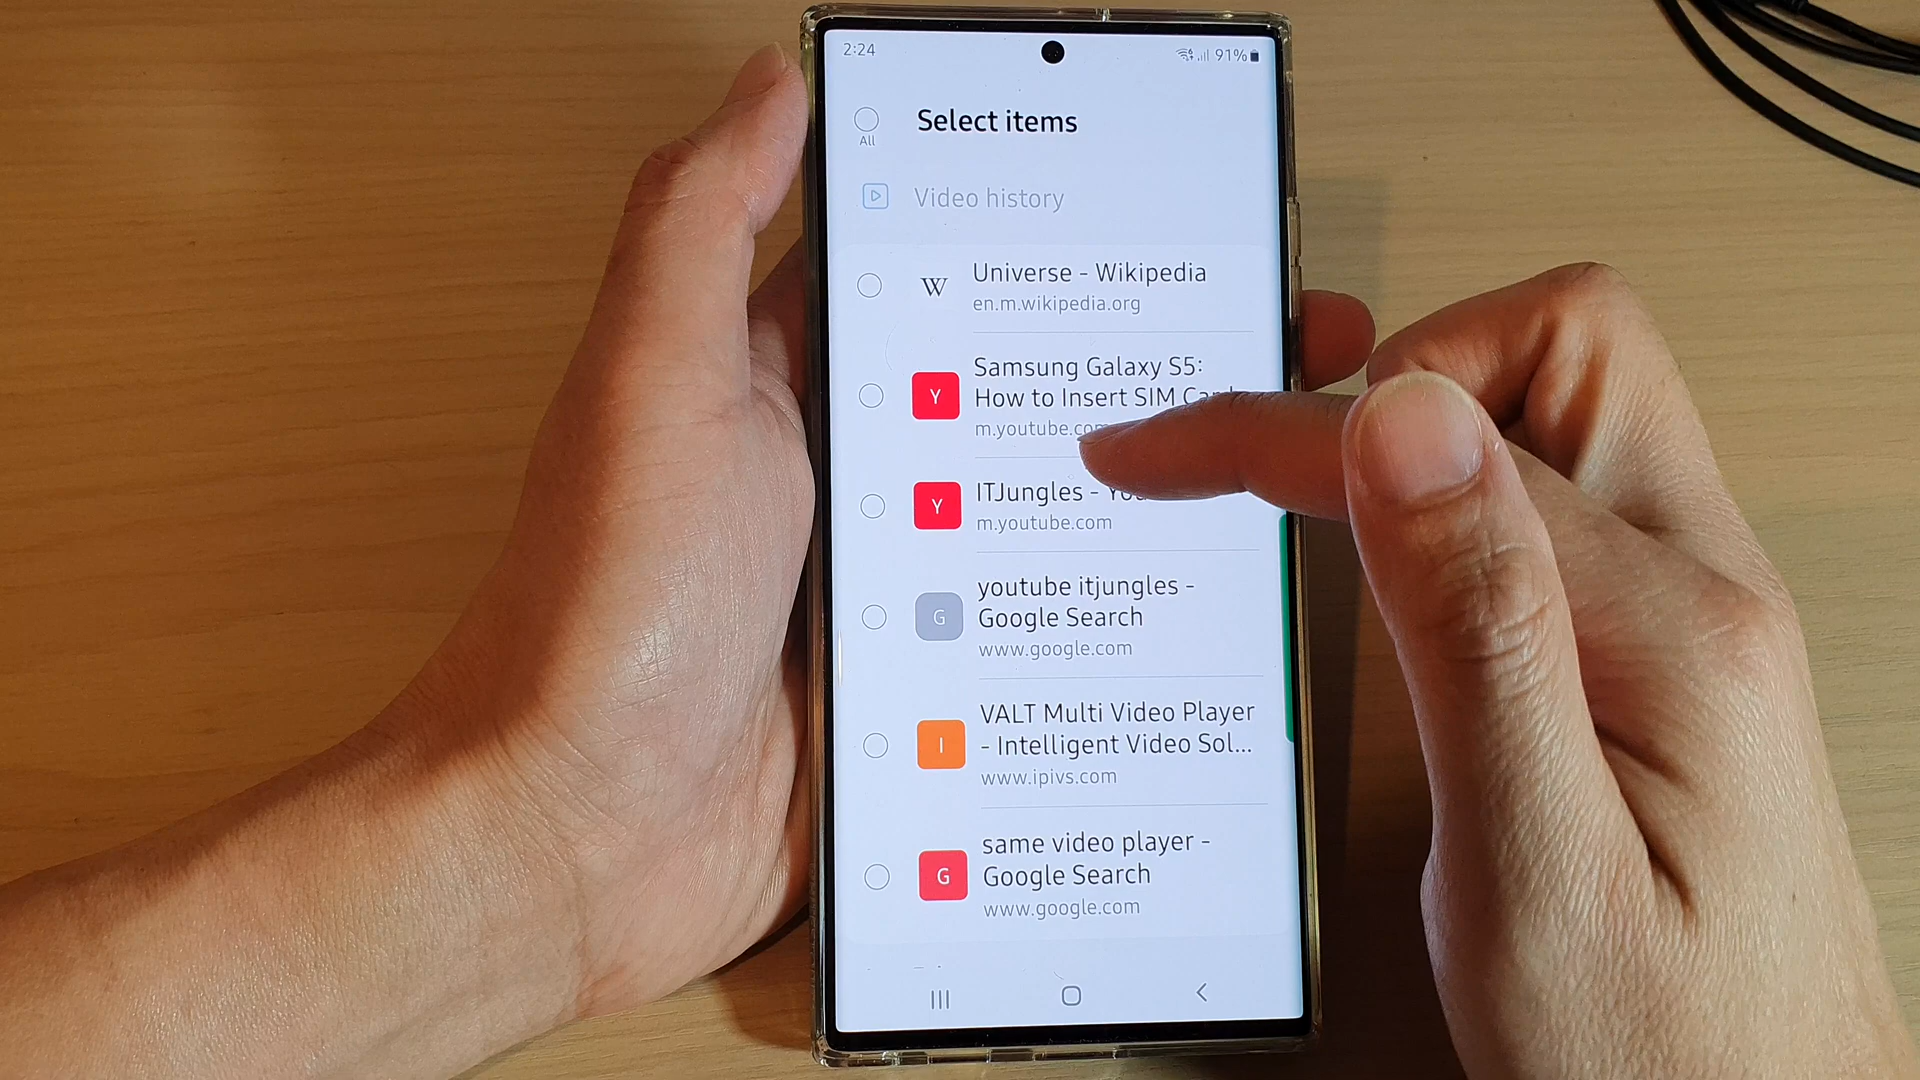 2:24
91%
Select items
All
Video history
W
Universe - Wikipedia
en.m.wikipedia.org
Samsung Galaxy S5:
Y
How to Insert SIM
m.youtube.com
Y
ITJungles -
m.youtube.com
youtube itjungles -
G
Google Search
www.google.com
VALT Multi Video Player
I
- Intelligent Video Sol...
www.ipivs.com
same video player -
G
Google Search
www.google.com